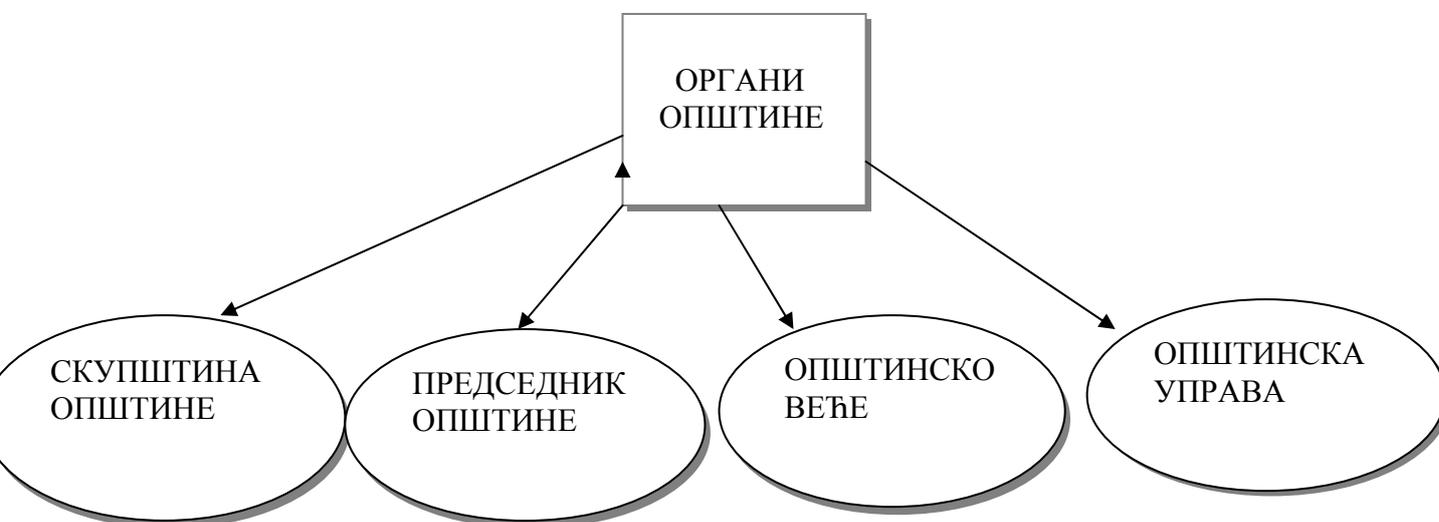 ОРГАНИ
ОПШТИНЕ
СКУПШТИНА
ОПШТИНЕ
ПРЕДСЕДНИК
ОПШТИНЕ
ОПШТИНСКО
ВЕЋЕ
ОПШТИНСКА
УПРАВА